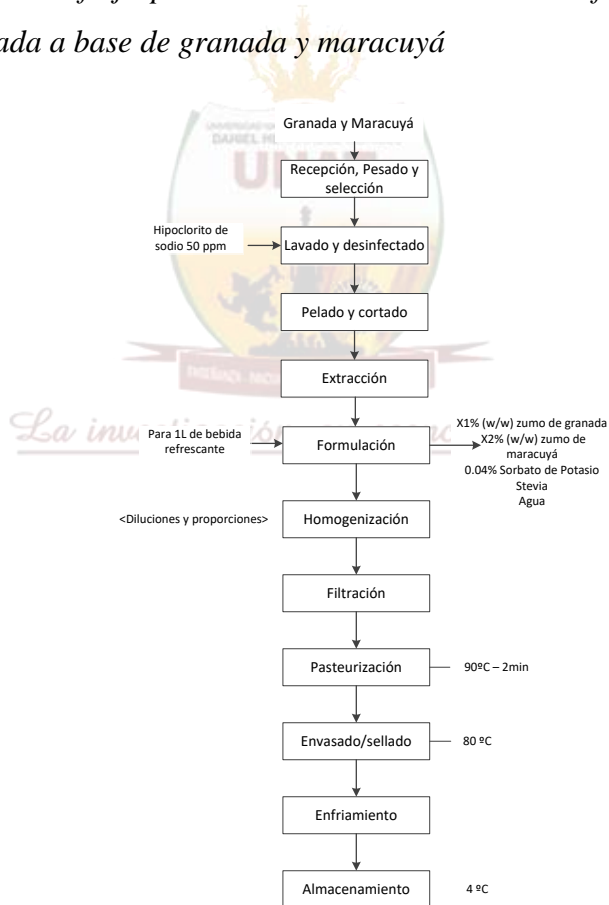 ada a base de granada y maracuyá
Granada y Maracuyá
Recepción, Pesado y
selección
Hipoclorito de
sodio 50 ppm
Lavado y desinfectado
Pelado y cortado
Extracción
La
Para 1L de bebida
refrescante
Formulación
X1% (w/w) zumo de granada
X2% (w/w) zumo de
maracuyá
0.04% Sorbato de Potasio
Stevia
Agua
<Diluciones y proporciones>
Homogenización
Filtración
Pasteurización
90ºC – 2min
Envasado/sellado
80 ºC
Enfriamiento
Almacenamiento
4 ºC